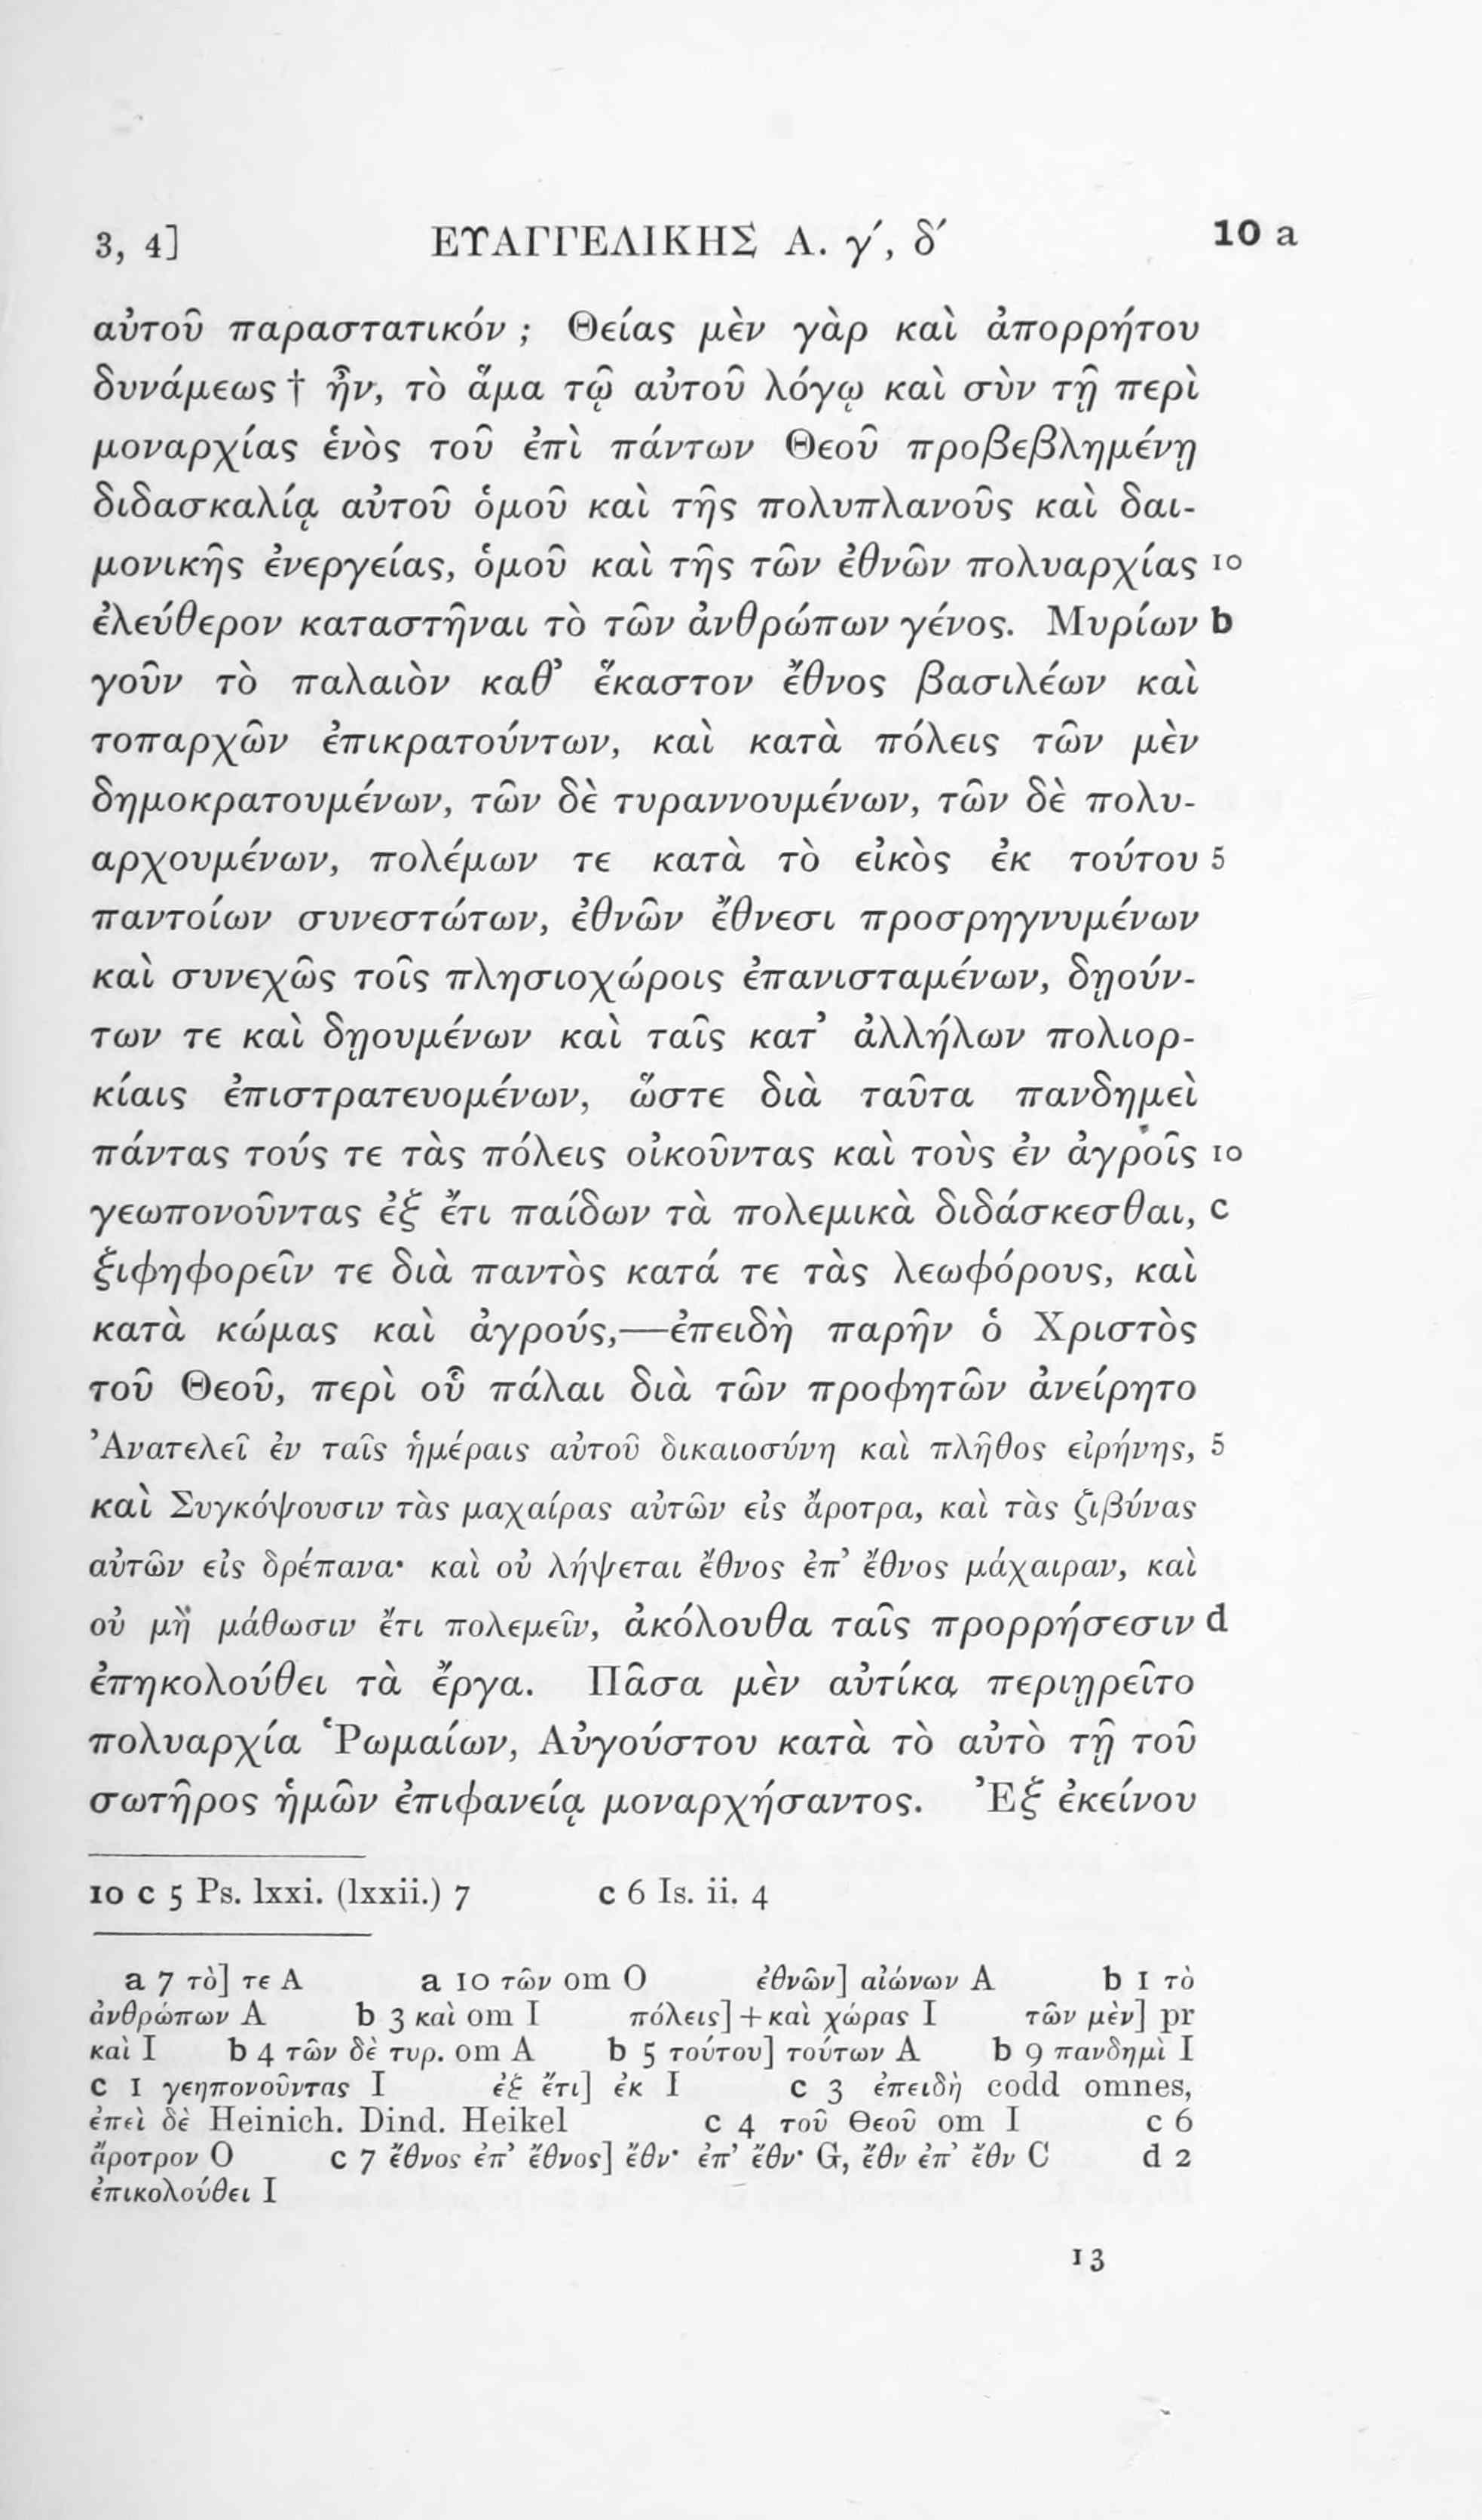 3, 4] ΕΥΑΓΓΕΛΙΚΗΣ Α. γ´, δ´ 10 a
αὐτοῦ παραστατικόν ; Θείας μὲν γὰρ καὶ ἀπορρήτου
δυνάμεως † ἦν, τὸ ἅμα τῷ αὐτοῦ λόγῳ καὶ σὺν τῇ περὶ
μοναρχίας ἑνὸς τοῦ ἐπὶ πάντων Θεοῦ προβεβλημένῃ
διδασκαλίᾳ αὐτοῦ ὁμοῦ καὶ τῆς πολυπλανοῦς καὶ δαι-
μονικῆς ἐνεργείας, ὁμοῦ καὶ τῆς τῶν ἐθνῶν πολυαρχίας 10
ἐλεύθερον καταστῆναι τὸ τῶν ἀνθρώπων γένος. Μυρίων b
γοῦν τὸ παλαιὸν καθ’ ἕκαστον ἔθνος βασιλέων καὶ
τοπαρχῶν ἐπικρατούντων, καὶ κατὰ πόλεις τῶν μὲν
δημοκρατουμένων, τῶν δὲ τυραννουμένων, τῶν δὲ πολυ-
αρχουμένων, πολέμων τε κατὰ τὸ εἰκὸς ἐκ τούτου 5
παντοίων συνεστώτων, ἐθνῶν ἔθνεσι προσρηγνυμένων
καὶ συνεχῶς τοῖς πλησιοχώροις ἐπανισταμένων, δῃούν-
των τε καὶ δῃουμένων καὶ ταῖς κατ’ ἀλλήλων πολιορ-
κίαις ἐπιστρατευομένων, ὥστε διὰ ταῦτα πανδημεὶ
πάντας τούς τε τὰς πόλεις οἰκοῦντας καὶ τοὺς ἐν ἀγροῖς 10
γεωπονοῦντας ἐξ ἔτι παίδων τὰ πολεμικὰ διδάσκεσθαι, c
ξιφηφορεῖν τε διὰ παντὸς κατά τε τὰς λεωφόρους, καὶ
κατὰ κώμας καὶ ἀγρούς,—ἐπειδὴ παρῆν ὁ Χριστὸς
τοῦ Θεοῦ, περὶ οὗ πάλαι διὰ τῶν προφητῶν ἀνείρητο
Ἀνατελεῖ ἐν ταῖς ἡμέραις αὐτοῦ δικαιοσύνη καὶ πλῆθος εἰρήνης, 5
καὶ Συγκόψουσιν τὰς μαχαίρας αὐτῶν εἰς ἄροτρα, καὶ τὰς ζιβύνας
αὐτῶν εἰς δρέπανα· καὶ οὐ λήψεται ἔθνος ἐπ’ ἔθνος μάχαιραν, καὶ
οὐ μὴ μάθωσιν ἔτι πολεμεῖν, ἀκόλουθα ταῖς προρρήσεσιν d
ἐπηκολούθει τὰ ἔργα. Πᾶσα μὲν αὐτίκα περιῃρεῖτο
πολυαρχία Ῥωμαίων, Αὐγούστου κατὰ τὸ αὐτὸ τῇ τοῦ
σωτῆρος ἡμῶν ἐπιφανείᾳ μοναρχήσαντος. Ἐξ ἐκείνου
10 c 5 Ps. lxxi. (lxxii.) 7 c 6 Is. ii. 4
a 7 τὸ] τε A a 10 τῶν om O ἐθνῶν] αἰώνων A b 1 τὸ
ἀνθρώπων A b 3 καὶ om I πόλεις] + καὶ χώρας I τῶν μὲν] pr
καὶ I b 4 τῶν δὲ τυρ. om A b 5 τούτου] τούτων A b 9 πανδημὶ I
c 1 γεηπονοῦντας I ἐξ ἔτι] ἐκ I c 3 ἐπειδὴ codd omnes,
ἐπεὶ δὲ Heinich. Dind. Heikel c 4 τοῦ Θεοῦ om I c 6
ἄροτρον O c 7 ἔθνος ἐπ’ ἔθνος] ἔθν· ἐπ’ ἔθν· G, ἔθν ἐπ’ ἔθν C d 2
ἐπικολούθει I
13